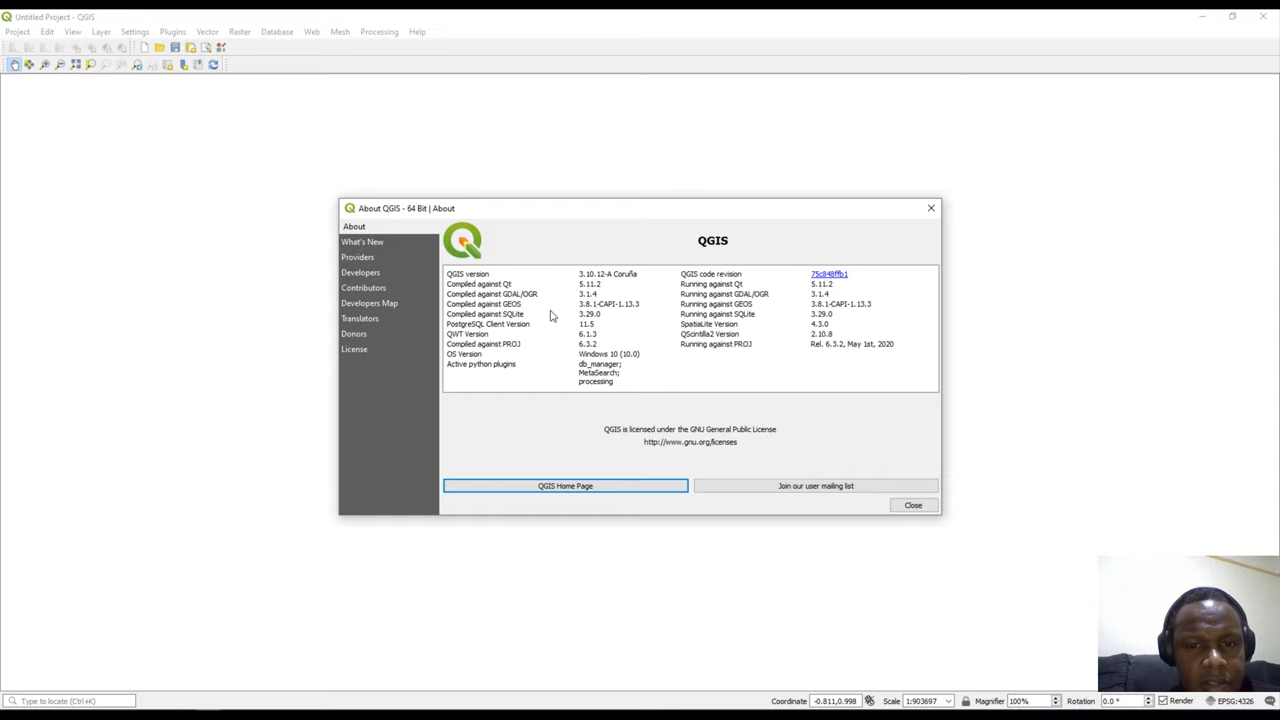 Untitled Project - QGIS
Project Edit View Layer Settings Plugins Vector Raster Database Web Mesh Processing Help
About QGIS - 64 Bit | About
About
What's New
Providers
Developers
Contributors
Developers Map
Translators
Donors
License
QGIS
QGIS version 3.10.12-A Coruña QGIS code revision 75c848ffb1
Compiled against Qt 5.11.2 Running against Qt 5.11.2
Compiled against GDAL/OGR 3.1.4 Running against GDAL/OGR 3.1.4
Compiled against GEOS 3.8.1-CAPI-1.13.3 Running against GEOS 3.8.1-CAPI-1.13.3
Compiled against SQLite 3.29.0 Running against SQLite 3.29.0
PostgreSQL Client Version 11.5 SpatiaLite Version 4.3.0
QWT Version 6.1.3 QScintilla2 Version 2.10.8
Compiled against PROJ 6.3.2 Running against PROJ Rel. 6.3.2, May 1st, 2020
OS Version Windows 10 (10.0)
Active python plugins db_manager;
MetaSearch;
processing
QGIS is licensed under the GNU General Public License
http://www.gnu.org/licenses
QGIS Home Page Join our user mailing list
Close
Type to locate (Ctrl+K) Coordinate -0.811,0.998 Scale 1:903697 Magnifier 100% Rotation 0.0 ° Render EPSG:4326